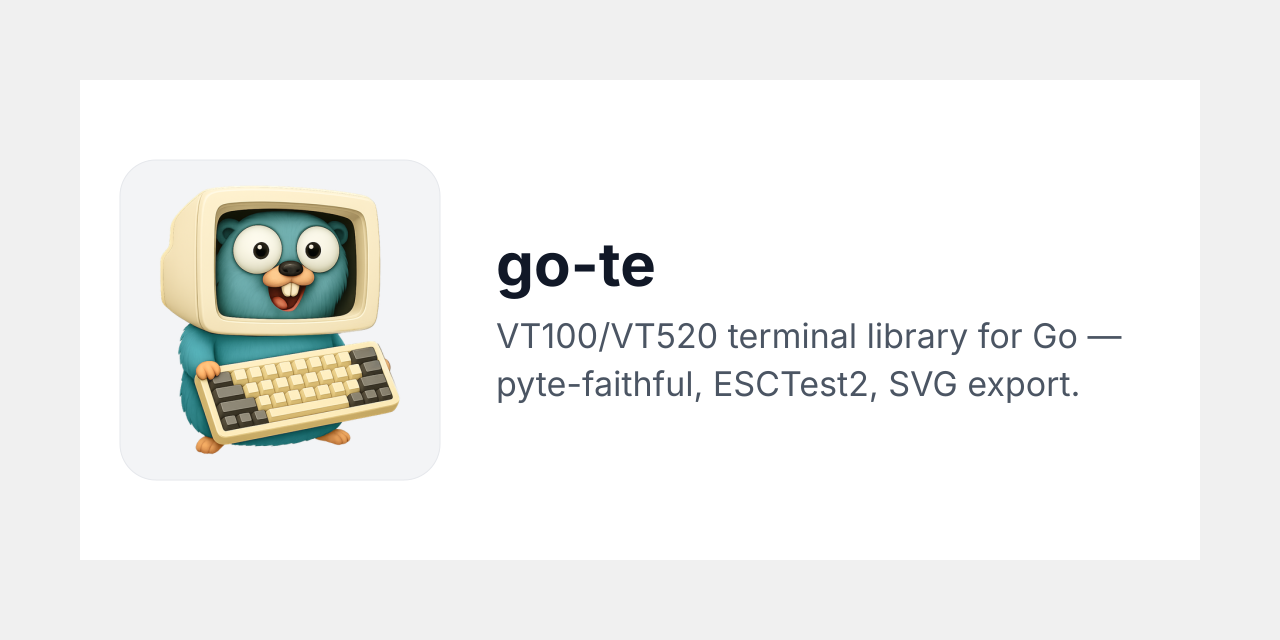 go-te
VT100/VT520 terminal library for Go —
pyte-faithful, ESCTest2, SVG export.